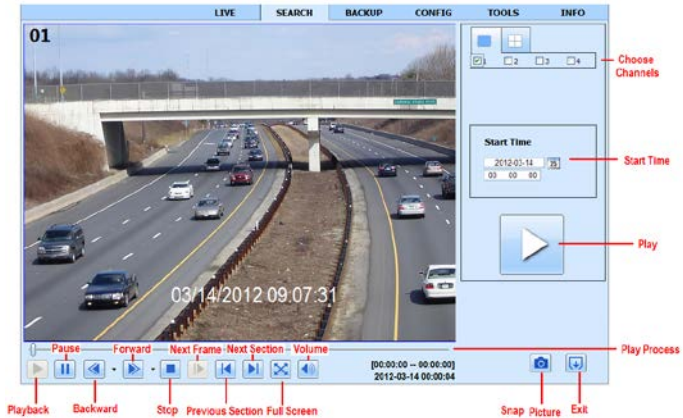 LIVE SEARCH BACKUP CONFIG TOOLS INFO
01
1 2 3 4
Choose Channels
Start Time
2012-03-14 15
00 00 00
Start Time
Play
03/14/2012 09:07:31
Pause Forward Next Frame Next Section Volume
Play Process
[00:00:00 -- 00:00:00]
2012-03-14 00:00:04
Playback Backward Stop Previous Section Full Screen Snap Picture Exit